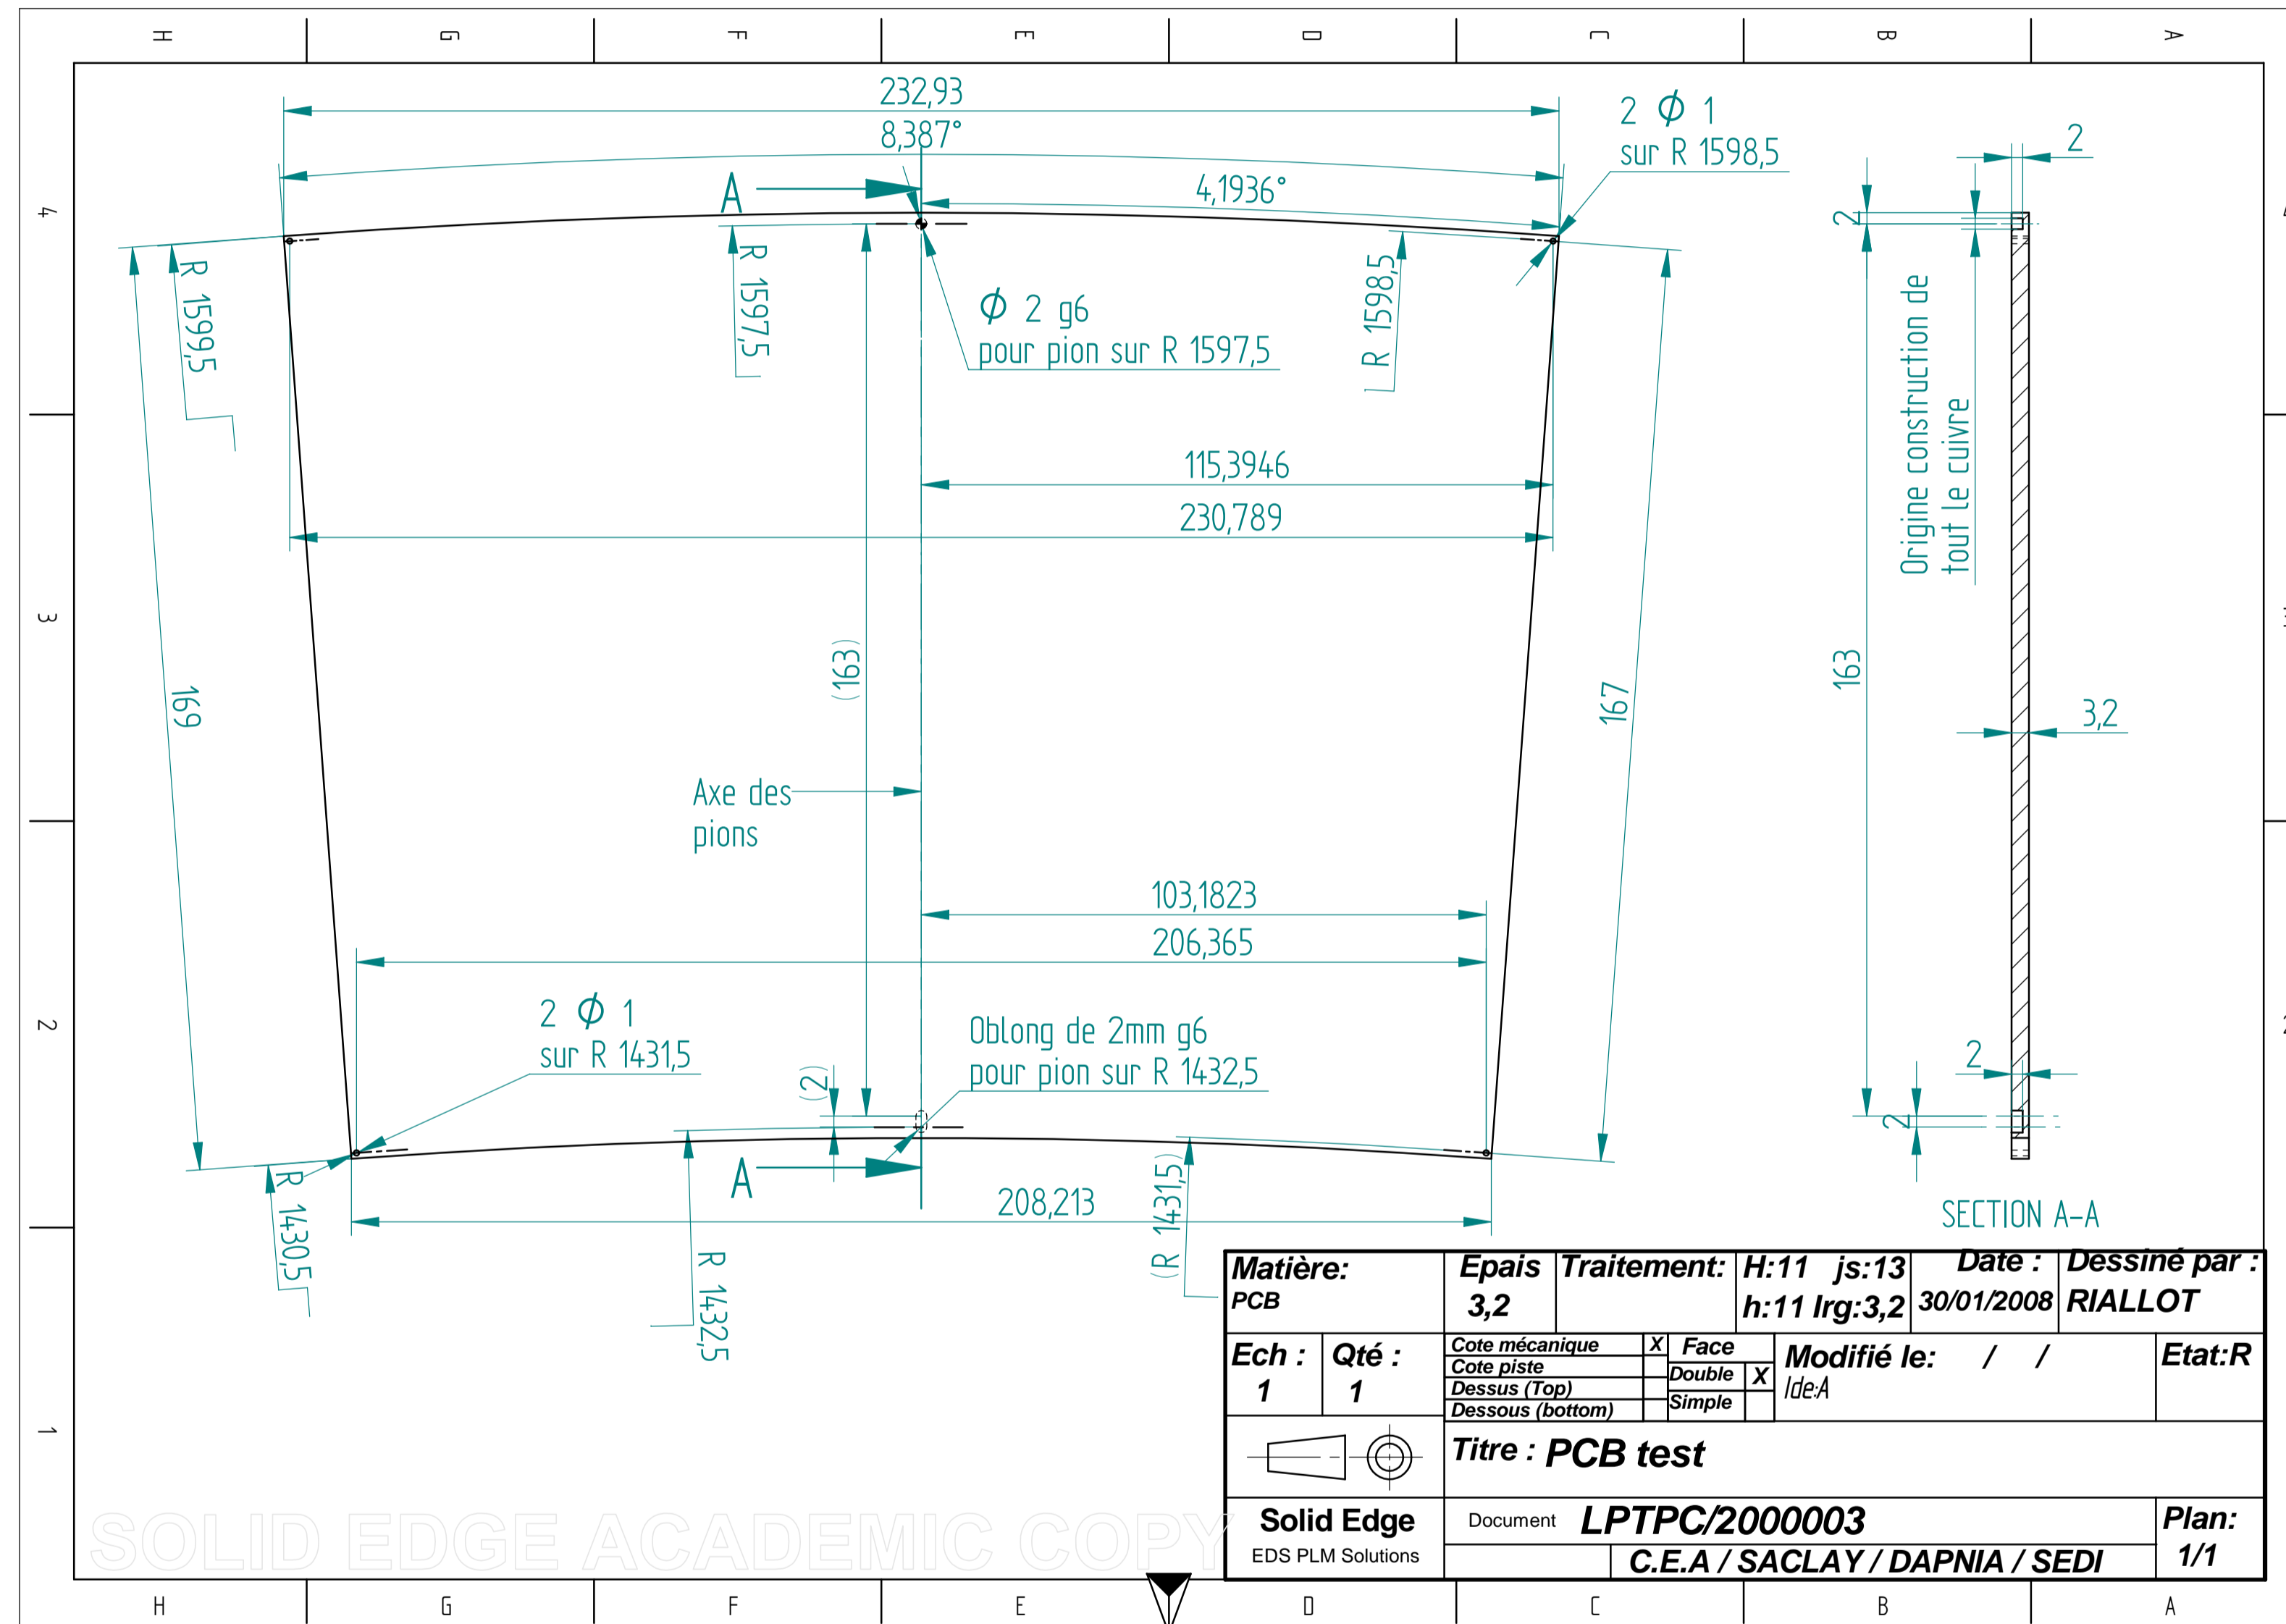 H G F E D C B A
232,93
8,387°
2 Ø 1
sur R 1598,5
2
A
4,1936°
4
2
R 1599,5
R 1597,5
Ø 2 g6
pour pion sur R 1597,5
R 1598,5
Origine construction de
tout le cuivre
115,3946
230,789
3
(163)
163
169
167
3,2
Axe des
pions
103,1823
206,365
2
2 Ø 1
sur R 1431,5
(2)
Oblong de 2mm g6
pour pion sur R 1432,5
2
2
A
208,213
R 1430,5
R 1432,5
(R 1431,5)
SECTION A-A
Matière:
PCB
Epais
3,2
Traitement:
H:11 js:13
h:11 lrg:3,2
Date :
30/01/2008
Dessiné par :
RIALLOT
Ech :
1
Qté :
1
Cote mécanique X
Cote piste
Dessus (Top)
Dessous (bottom)
Face
Double X
Simple
Modifié le: / /
Ide:A
Etat:R
1
Titre : PCB test
Solid Edge
EDS PLM Solutions
Document LPTPC/2000003
C.E.A / SACLAY / DAPNIA / SEDI
Plan:
1/1
SOLID EDGE ACADEMIC COPY
H G F E D C B A